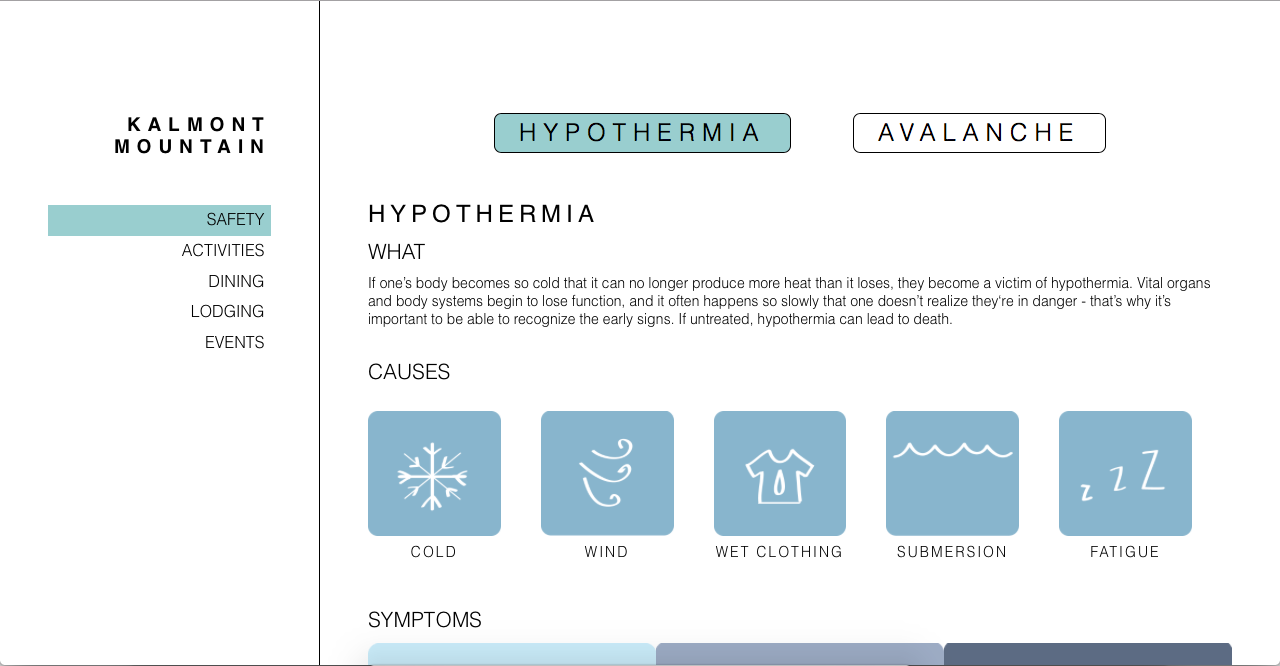 KALMONT
MOUNTAIN
SAFETY
ACTIVITIES
DINING
LODGING
EVENTS
HYPOTHERMIA
AVALANCHE
HYPOTHERMIA
WHAT
If one’s body becomes so cold that it can no longer produce more heat than it loses, they become a victim of hypothermia. Vital organs
and body systems begin to lose function, and it often happens so slowly that one doesn’t realize they‘re in danger - that’s why it’s
important to be able to recognize the early signs. If untreated, hypothermia can lead to death.
CAUSES
z z Z
COLD
WIND
WET CLOTHING
SUBMERSION
FATIGUE
SYMPTOMS